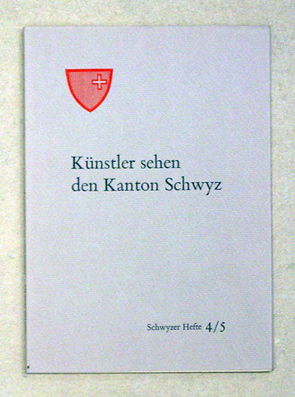 Künstler sehen
den Kanton Schwyz
Schwyzer Hefte 4/5